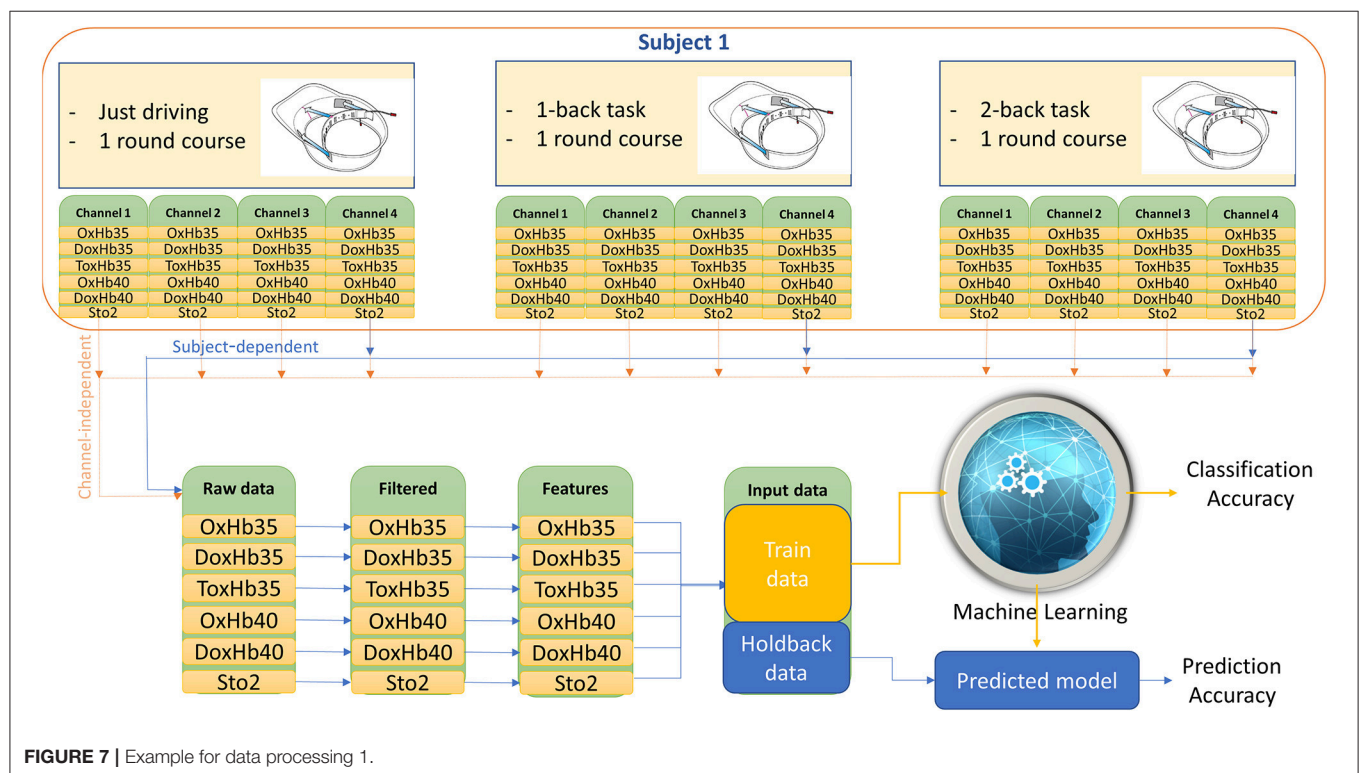 Subject 1
- Just driving
- 1 round course
- 1-back task
- 1 round course
- 2-back task
- 1 round course
Channel 1 Channel 2 Channel 3 Channel 4
OxHb35 OxHb35 OxHb35 OxHb35
DoxHb35 DoxHb35 DoxHb35 DoxHb35
ToxHb35 ToxHb35 ToxHb35 ToxHb35
OxHb40 OxHb40 OxHb40 OxHb40
DoxHb40 DoxHb40 DoxHb40 DoxHb40
Sto2 Sto2 Sto2 Sto2
Channel 1 Channel 2 Channel 3 Channel 4
OxHb35 OxHb35 OxHb35 OxHb35
DoxHb35 DoxHb35 DoxHb35 DoxHb35
ToxHb35 ToxHb35 ToxHb35 ToxHb35
OxHb40 OxHb40 OxHb40 OxHb40
DoxHb40 DoxHb40 DoxHb40 DoxHb40
Sto2 Sto2 Sto2 Sto2
Channel 1 Channel 2 Channel 3 Channel 4
OxHb35 OxHb35 OxHb35 OxHb35
DoxHb35 DoxHb35 DoxHb35 DoxHb35
ToxHb35 ToxHb35 ToxHb35 ToxHb35
OxHb40 OxHb40 OxHb40 OxHb40
DoxHb40 DoxHb40 DoxHb40 DoxHb40
Sto2 Sto2 Sto2 Sto2
Subject-dependent
Channel-independent
Raw data
OxHb35
DoxHb35
ToxHb35
OxHb40
DoxHb40
Sto2
Filtered
OxHb35
DoxHb35
ToxHb35
OxHb40
DoxHb40
Sto2
Features
OxHb35
DoxHb35
ToxHb35
OxHb40
DoxHb40
Sto2
Input data
Train
data
Holdback
data
Machine Learning
Classification
Accuracy
Predicted model
Prediction
Accuracy
FIGURE 7 | Example for data processing 1.